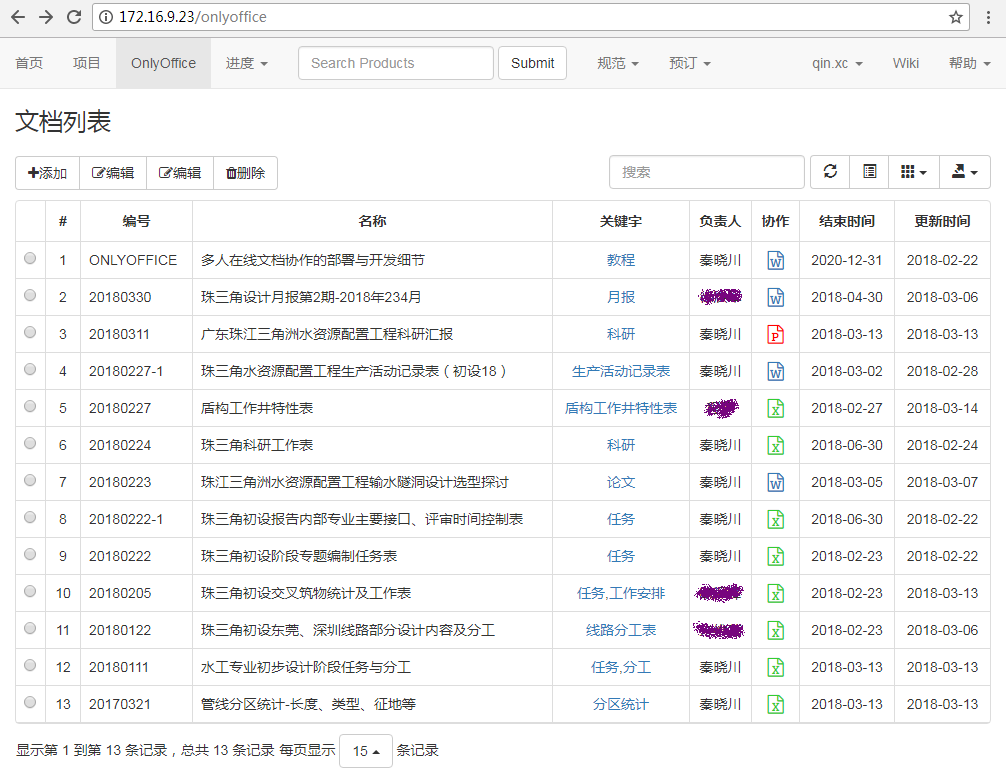 172.16.9.23/onlyoffice
首页 项目 OnlyOffice 进度 Search Products Submit 规范 预订 qin.xc Wiki 帮助
文档列表
添加 编辑 编辑 删除 搜索
# 编号 名称 关键字 负责人 协作 结束时间 更新时间
1 ONLYOFFICE 多人在线文档协作的部署与开发细节 教程 秦晓川 W 2020-12-31 2018-02-22
2 20180330 珠三角设计月报第2期-2018年234月 月报 W 2018-04-30 2018-03-06
3 20180311 广东珠江三角洲水资源配置工程科研汇报 科研 秦晓川 P 2018-03-13 2018-03-13
4 20180227-1 珠三角水资源配置工程生产活动记录表（初设18） 生产活动记录表 秦晓川 W 2018-03-02 2018-02-28
5 20180227 盾构工作井特性表 盾构工作井特性表 X 2018-02-27 2018-03-14
6 20180224 珠三角科研工作表 科研 秦晓川 X 2018-06-30 2018-02-24
7 20180223 珠江三角洲水资源配置工程输水隧洞设计选型探讨 论文 秦晓川 W 2018-03-05 2018-03-07
8 20180222-1 珠三角初设报告内部专业主要接口、评审时间控制表 任务 秦晓川 X 2018-06-30 2018-02-22
9 20180222 珠三角初设阶段专题编制任务表 任务 秦晓川 X 2018-02-23 2018-02-22
10 20180205 珠三角初设交叉筑物统计及工作表 任务,工作安排 X 2018-02-23 2018-03-13
11 20180122 珠三角初设东莞、深圳线路部分设计内容及分工 线路分工表 X 2018-02-23 2018-03-06
12 20180111 水工专业初步设计阶段任务与分工 任务,分工 秦晓川 X 2018-03-13 2018-03-13
13 20170321 管线分区统计-长度、类型、征地等 分区统计 秦晓川 X 2018-03-13 2018-03-13
显示第 1 到第 13 条记录，总共 13 条记录 每页显示 15 条记录